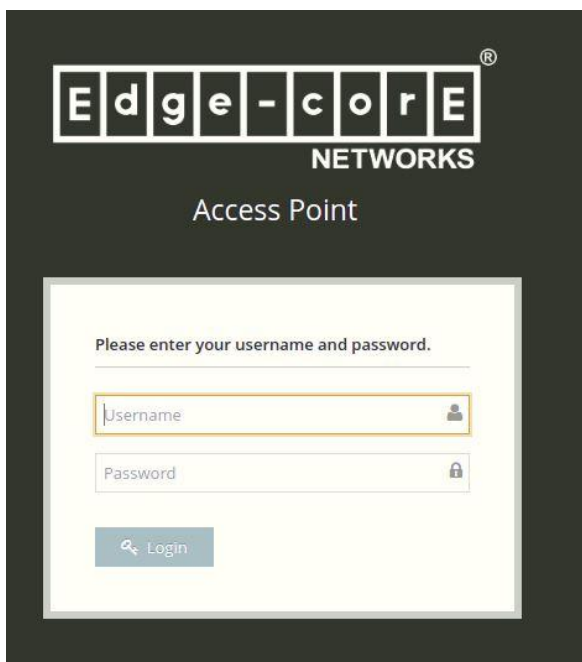 Edge-corE®
NETWORKS
Access Point
Please enter your username and password.
Username
Password
Login